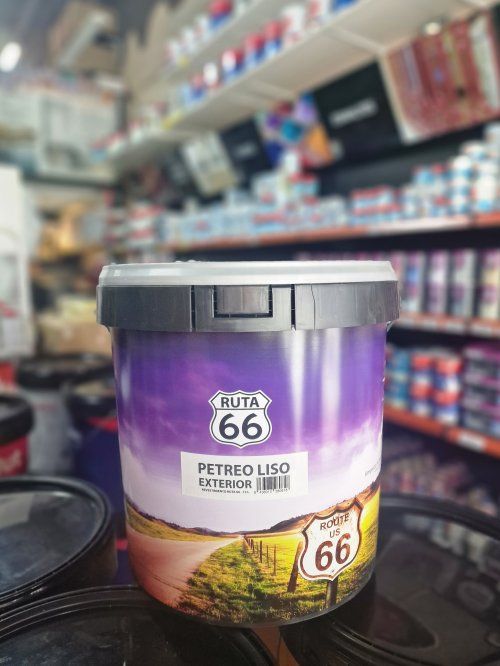 RUTA
66
PETREO LISO
EXTERIOR
ROUTE
US
66